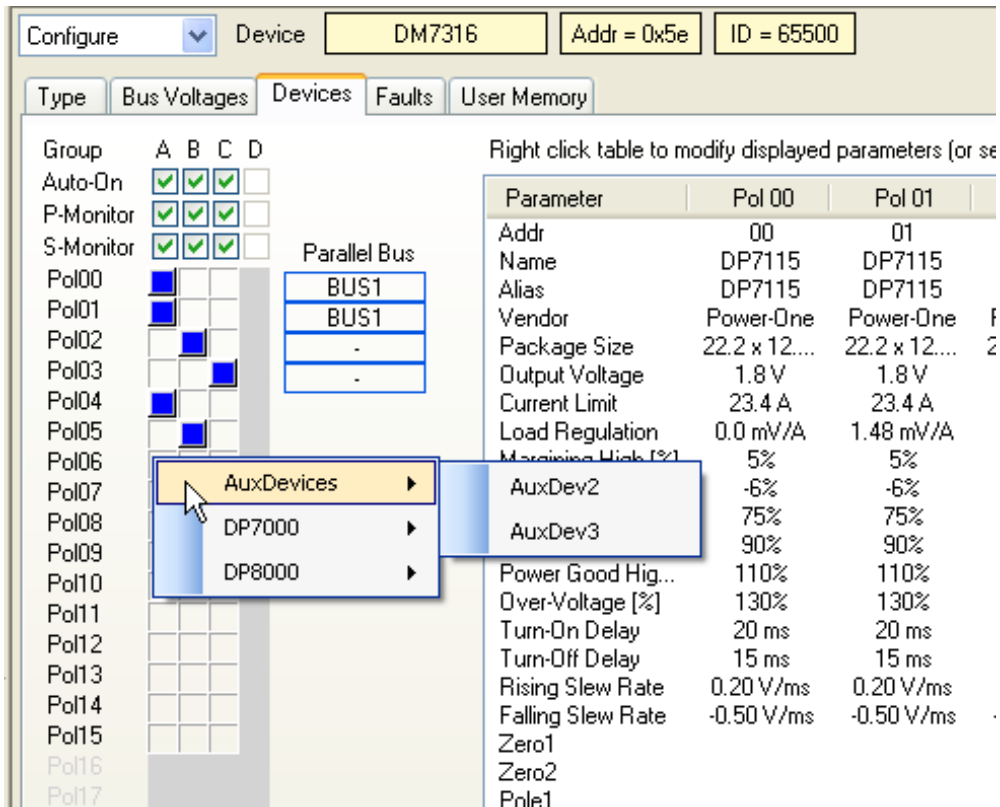 Configure Device DM7316 Addr = 0x5e ID = 65500
Type Bus Voltages Devices Faults User Memory
Group A B C D
Auto-On
P-Monitor
S-Monitor
Parallel Bus
Pol00 BUS1
Pol01 BUS1
Pol02 -
Pol03 -
Pol04
Pol05
Pol06
Pol07
Pol08
Pol09
Pol10
Pol11
Pol12
Pol13
Pol14
Pol15
Pol16
Pol17
AuxDevices
DP7000
DP8000
AuxDev2
AuxDev3
Right click table to modify displayed parameters (or se
Parameter Pol 00 Pol 01
Addr 00 01
Name DP7115 DP7115
Alias DP7115 DP7115
Vendor Power-One Power-One
Package Size 22.2 x 12.... 22.2 x 12.... 2
Output Voltage 1.8 V 1.8 V
Current Limit 23.4 A 23.4 A
Load Regulation 0.0 mV/A 1.48 mV/A
Margining High [%] 5% 5%
-6% -6%
75% 75%
90% 90%
Power Good Hig... 110% 110%
Over-Voltage [%] 130% 130%
Turn-On Delay 20 ms 20 ms
Turn-Off Delay 15 ms 15 ms
Rising Slew Rate 0.20 V/ms 0.20 V/ms
Falling Slew Rate -0.50 V/ms -0.50 V/ms
Zero1
Zero2
Pole1